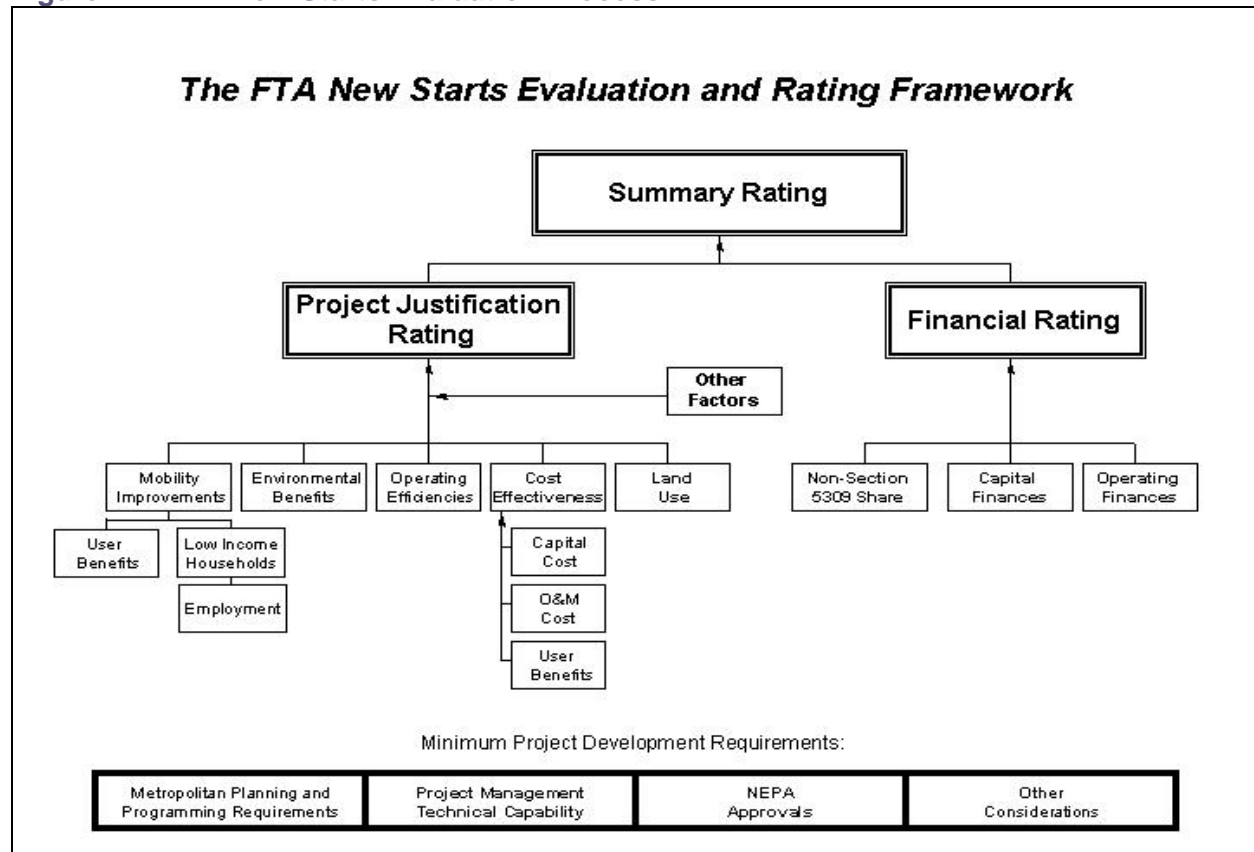 The FTA New Starts Evaluation and Rating Framework
Summary Rating
Project Justification
Rating
Financial Rating
Other
Factors
Mobility
Improvements
Environmental
Benefits
Operating
Efficiencies
Cost
Effectiveness
Land
Use
Non-Section
5309 Share
Capital
Finances
Operating
Finances
User
Benefits
Low Income
Households
Employment
Capital
Cost
O&M
Cost
User
Benefits
Minimum Project Development Requirements:
Metropolitan Planning and
Programming Requirements
Project Management
Technical Capability
NEPA
Approvals
Other
Considerations